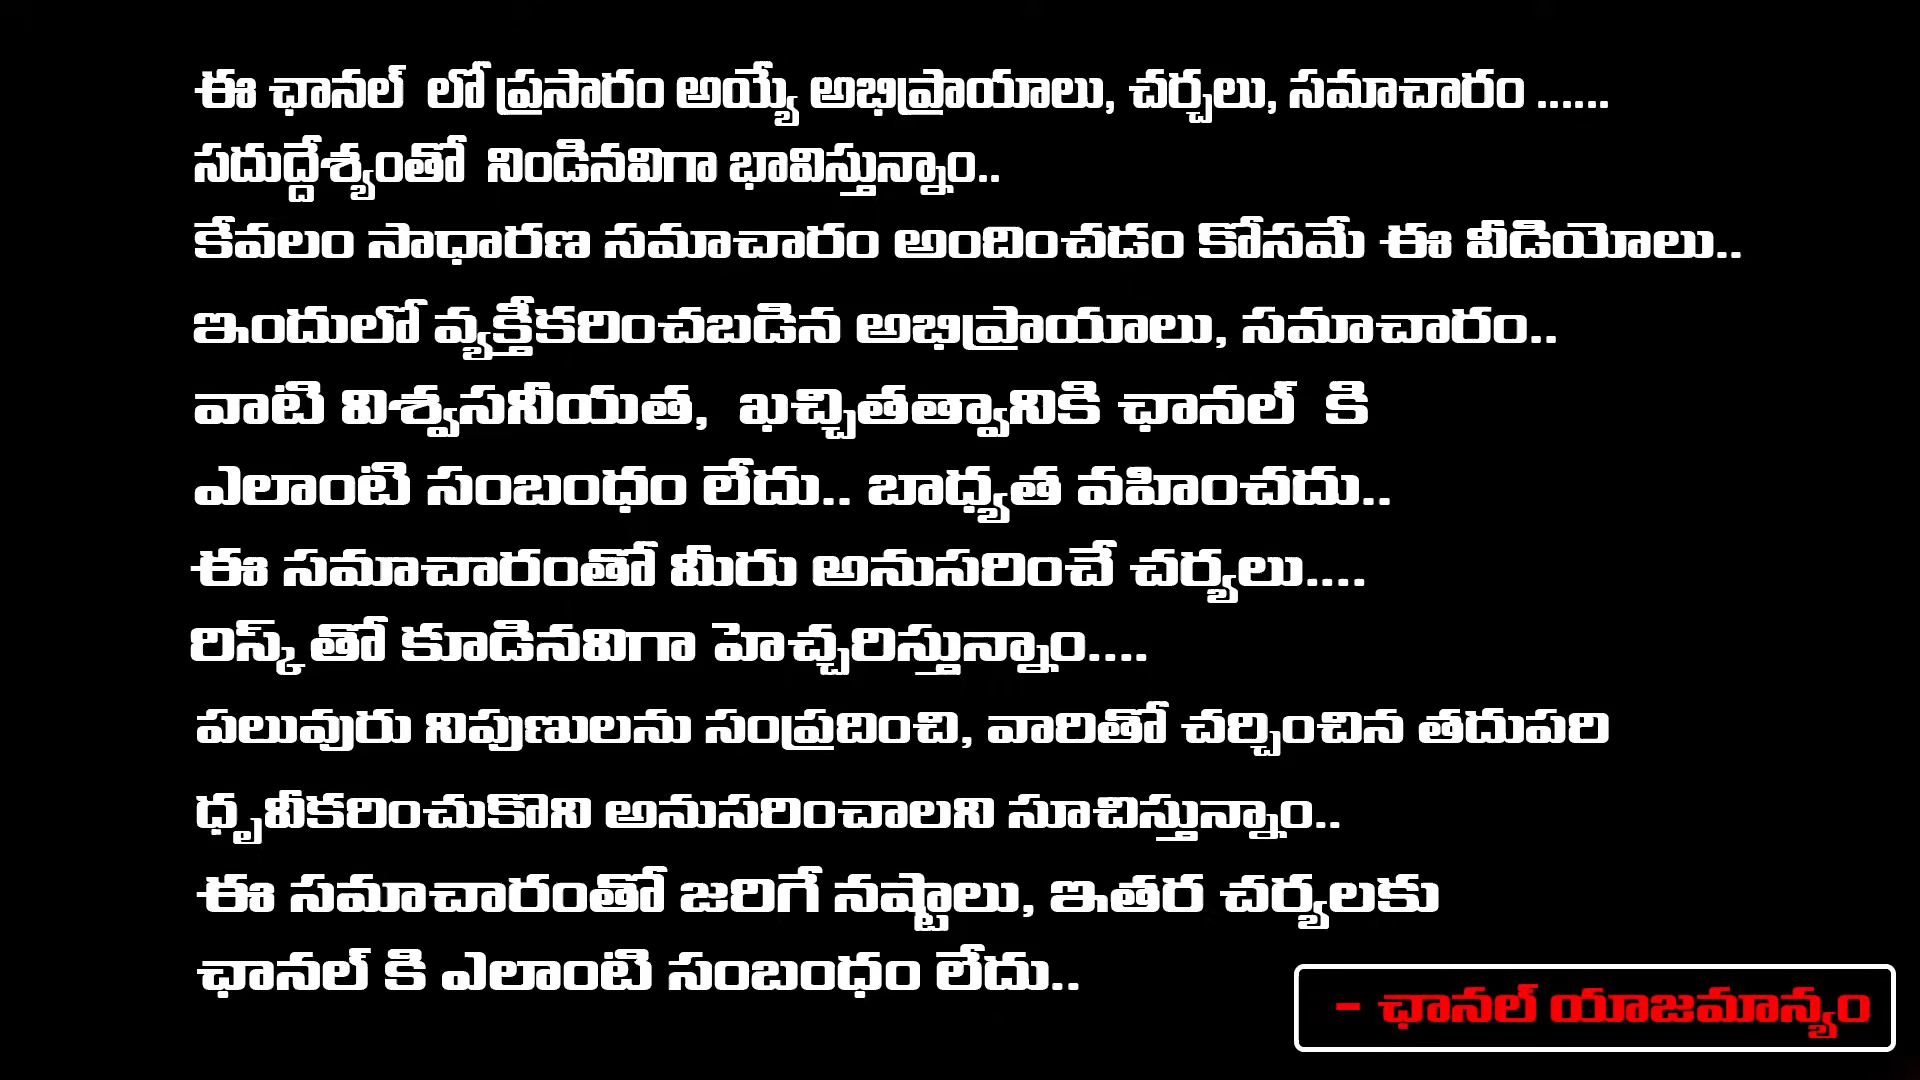 ఈ ఛానల్ లో ప్రసారం అయ్యే అభిప్రాయాలు, చర్చలు, సమాచారం ......
సదుద్దేశ్యంతో నిండినవిగా భావిస్తున్నాం..
కేవలం సాధారణ సమాచారం అందించడం కోసమే ఈ వీడియోలు..
ఇందులో వ్యక్తీకరించబడిన అభిప్రాయాలు, సమాచారం..
వాటి విశ్వసనీయత, ఖచ్చితత్వానికి ఛానల్ కి
ఎలాంటి సంబంధం లేదు.. బాధ్యత వహించదు..
ఈ సమాచారంతో మీరు అనుసరించే చర్యలు....
రిస్క్ తో కూడినవిగా హెచ్చరిస్తున్నాం....
పలువురు నిపుణులను సంప్రదించి, వారితో చర్చించిన తదుపరి
ధృవీకరించుకొని అనుసరించాలని సూచిస్తున్నాం..
ఈ సమాచారంతో జరిగే నష్టాలు, ఇతర చర్యలకు
ఛానల్ కి ఎలాంటి సంబంధం లేదు..
- ఛానల్ యాజమాన్యం